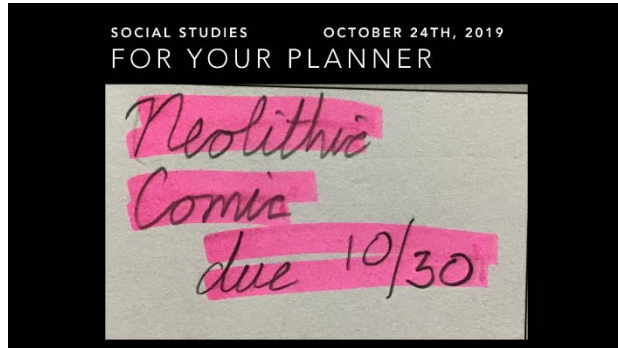 SOCIAL STUDIES OCTOBER 24TH, 2019
FOR YOUR PLANNER
Neolithic
Comic
due 10/30